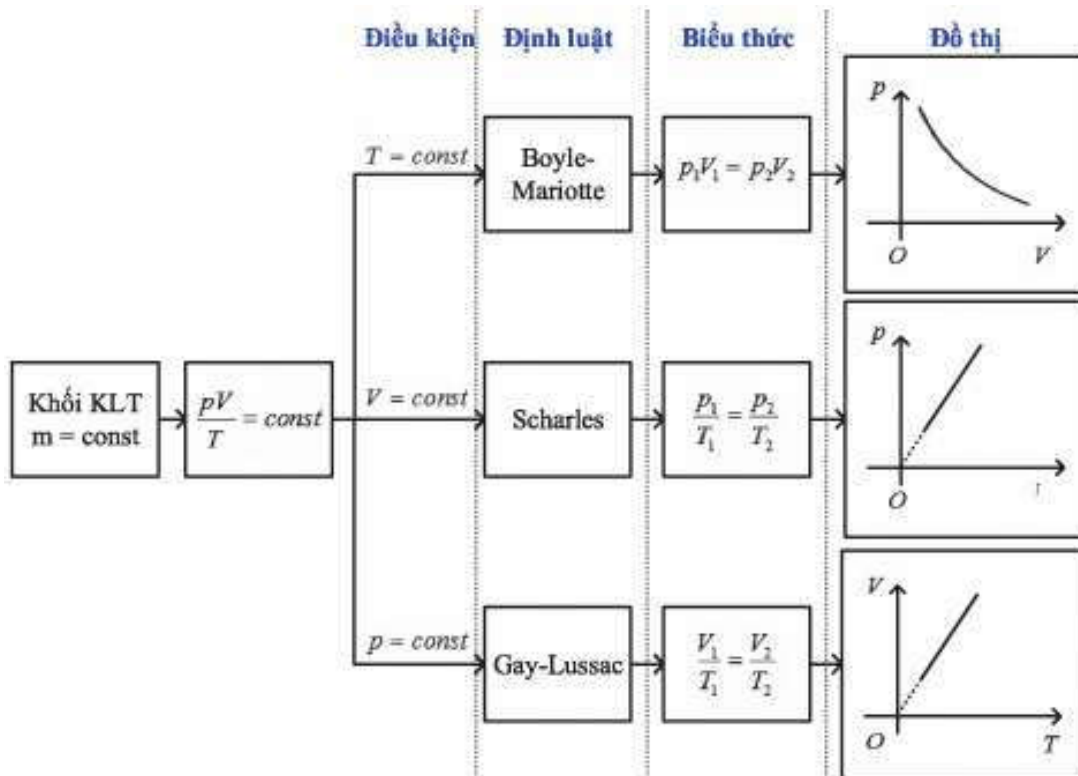 Điều kiện Định luật Biểu thức Đồ thị
T = const
Boyle-
Mariotte
p₁V₁ = p₂V₂
p
O
V
Khối KLT
m = const
pV/T = const
V = const
Scharles
p₁/T₁ = p₂/T₂
p
O
p = const
Gay-Lussac
V₁/T₁ = V₂/T₂
V
O
T